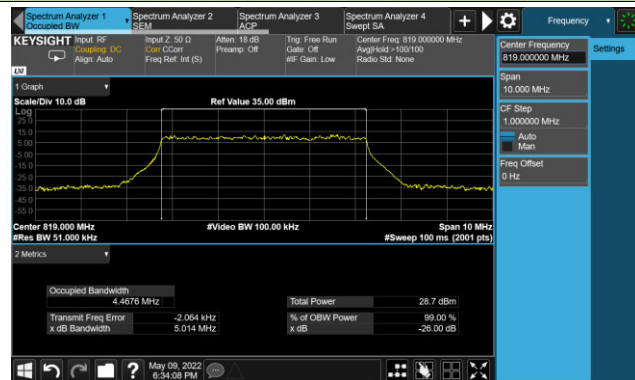 Spectrum Analyzer 1
Occupied BW
Spectrum Analyzer 2
SEM
Spectrum Analyzer 3
ACP
Spectrum Analyzer 4
Swept SA
Frequency
KEYSIGHT
Input: RF
Coupling: DC
Align: Auto
Input Z: 50 Ω
Corr CCorr
Freq Ref: Int (S)
Atten: 18 dB
Preamp: Off
Trig: Free Run
Gate: Off
#IF Gain: Low
Center Freq: 819.000000 MHz
Avg|Hold:>100/100
Radio Std: None
LXI
1 Graph
Scale/Div 10.0 dB
Ref Value 35.00 dBm
Log
25.0
15.0
5.00
-5.00
-15.0
-25.0
-35.0
-45.0
-55.0
Center 819.000 MHz
#Video BW 100.00 kHz
Span 10 MHz
#Res BW 51.000 kHz
#Sweep 100 ms (2001 pts)
2 Metrics
Occupied Bandwidth
4.4676 MHz
Total Power
28.7 dBm
Transmit Freq Error
-2.064 kHz
% of OBW Power
99.00 %
x dB Bandwidth
5.014 MHz
x dB
-26.00 dB
Center Frequency
819.000000 MHz
Settings
Span
10.000 MHz
CF Step
1.000000 MHz
Auto
Man
Freq Offset
0 Hz
?
May 09, 2022
6:34:08 PM